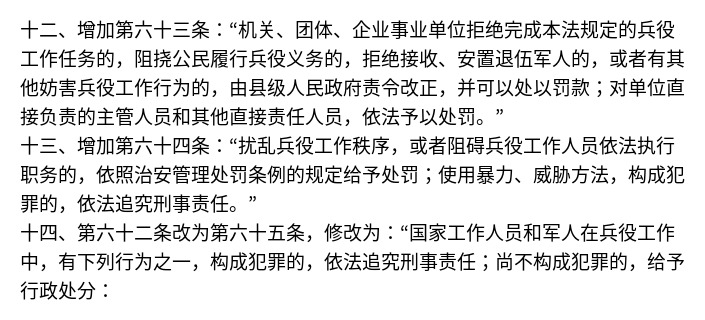 十二、增加第六十三条：“机关、团体、企业事业单位拒绝完成本法规定的兵役
工作任务的，阻挠公民履行兵役义务的，拒绝接收、安置退伍军人的，或者有其
他妨害兵役工作行为的，由县级人民政府责令改正，并可以处以罚款；对单位直
接负责的主管人员和其他直接责任人员，依法予以处罚。”
十三、增加第六十四条：“扰乱兵役工作秩序，或者阻碍兵役工作人员依法执行
职务的，依照治安管理处罚条例的规定给予处罚；使用暴力、威胁方法，构成犯
罪的，依法追究刑事责任。”
十四、第六十二条改为第六十五条，修改为：“国家工作人员和军人在兵役工作
中，有下列行为之一，构成犯罪的，依法追究刑事责任；尚不构成犯罪的，给予
行政处分：